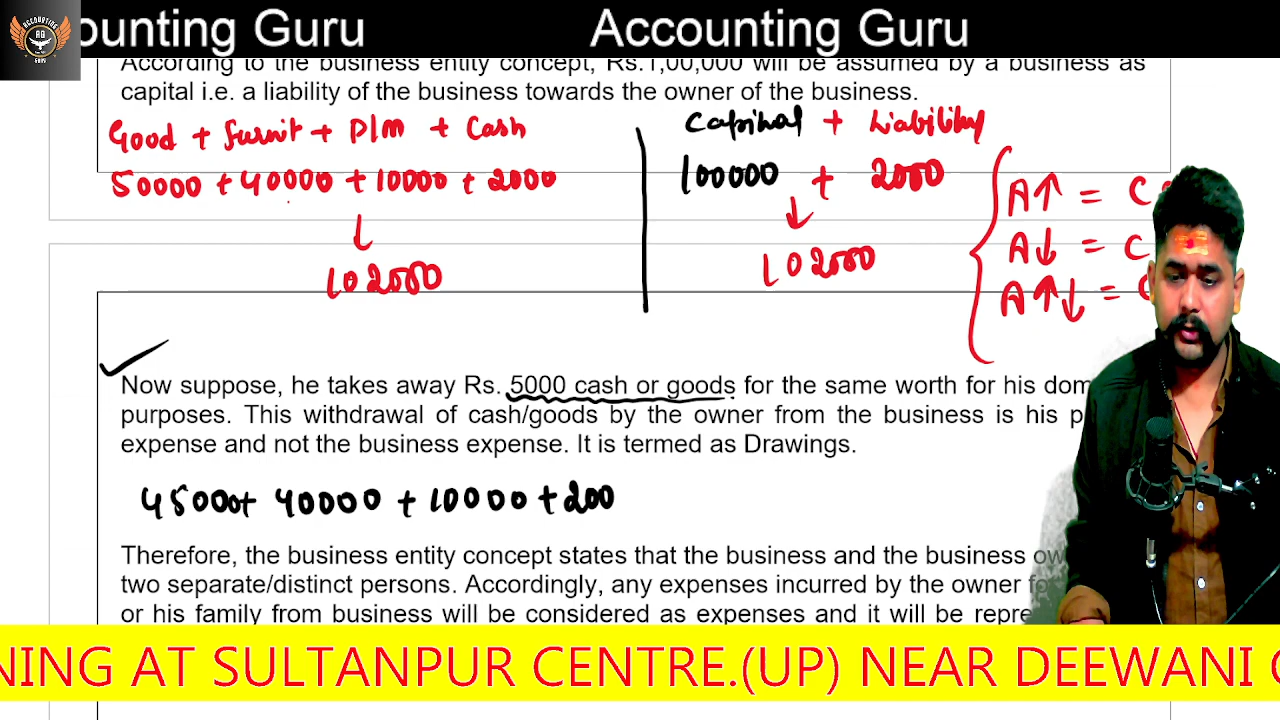 ounting Guru
Accounting Guru
ACCOUNTING
AG
GURU
According to the business entity concept, Rs.1,00,000 will be assumed by a business as
capital i.e. a liability of the business towards the owner of the business.
Good + Furnit + P/M + Cash
50000 + 40000 + 10000 + 2000
↓
102000
Capital + Liability
100000 + 2000
↓
102000
A↑ = C
A↓ = C
A↑↓ =
Now suppose, he takes away Rs. 5000 cash or goods for the same worth for his dom
purposes. This withdrawal of cash/goods by the owner from the business is his p
expense and not the business expense. It is termed as Drawings.
45000+ 40000 + 10000 + 200
Therefore, the business entity concept states that the business and the business ow
two separate/distinct persons. Accordingly, any expenses incurred by the owner fo
or his family from business will be considered as expenses and it will be repre
NING AT SULTANPUR CENTRE.(UP) NEAR DEEWANI